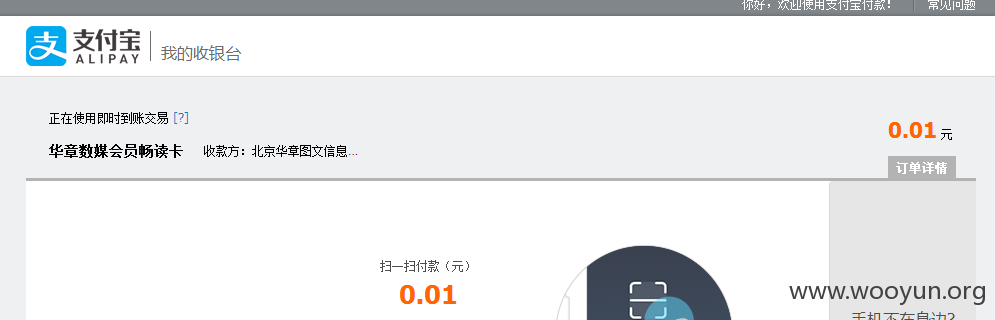 你好，欢迎使用支付宝付款！ 常见问题
支付宝
ALIPAY
我的收银台
正在使用即时到账交易 [?]
0.01 元
华章数媒会员畅读卡 收款方：北京华章图文信息...
订单详情
扫一扫付款（元）
0.01
www.wooyun.org
手机不在身边？